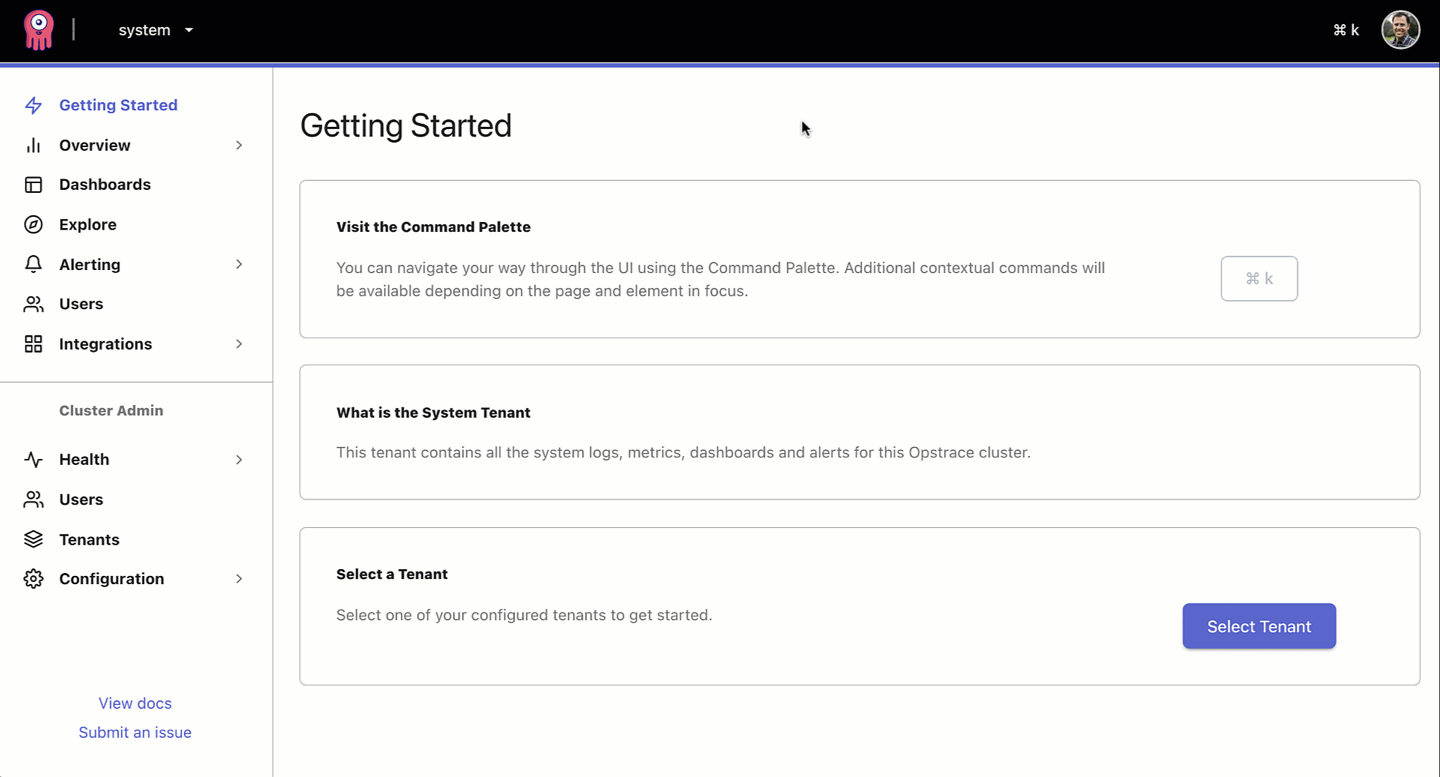 system
⌘ k
Getting Started
Overview
Dashboards
Explore
Alerting
Users
Integrations
Cluster Admin
Health
Users
Tenants
Configuration
View docs
Submit an issue
Getting Started
Visit the Command Palette
You can navigate your way through the UI using the Command Palette. Additional contextual commands will
be available depending on the page and element in focus.
⌘ k
What is the System Tenant
This tenant contains all the system logs, metrics, dashboards and alerts for this Opstrace cluster.
Select a Tenant
Select one of your configured tenants to get started.
Select Tenant